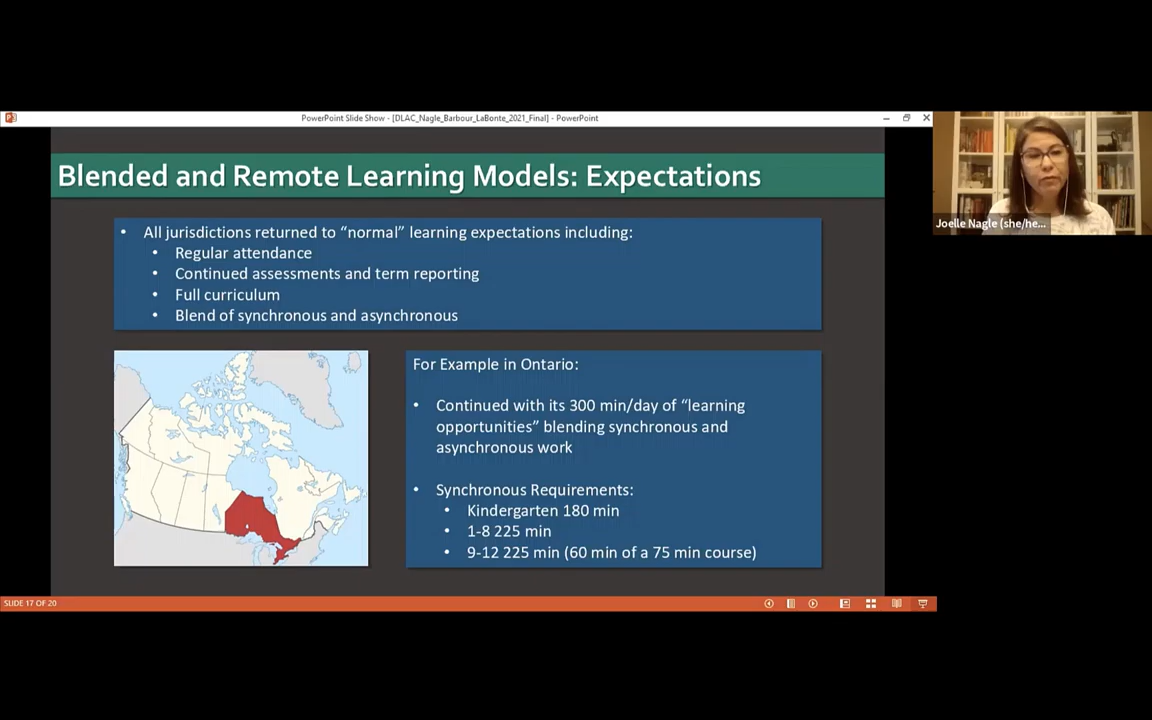 PowerPoint Slide Show - [DLAC_Nagle_Barbour_LaBonte_2021_Final] - PowerPoint
Blended and Remote Learning Models: Expectations
• All jurisdictions returned to “normal” learning expectations including:
• Regular attendance
• Continued assessments and term reporting
• Full curriculum
• Blend of synchronous and asynchronous
For Example in Ontario:
• Continued with its 300 min/day of “learning
opportunities” blending synchronous and
asynchronous work
• Synchronous Requirements:
• Kindergarten 180 min
• 1-8 225 min
• 9-12 225 min (60 min of a 75 min course)
Joelle Nagle (she/he...
SLIDE 17 OF 20